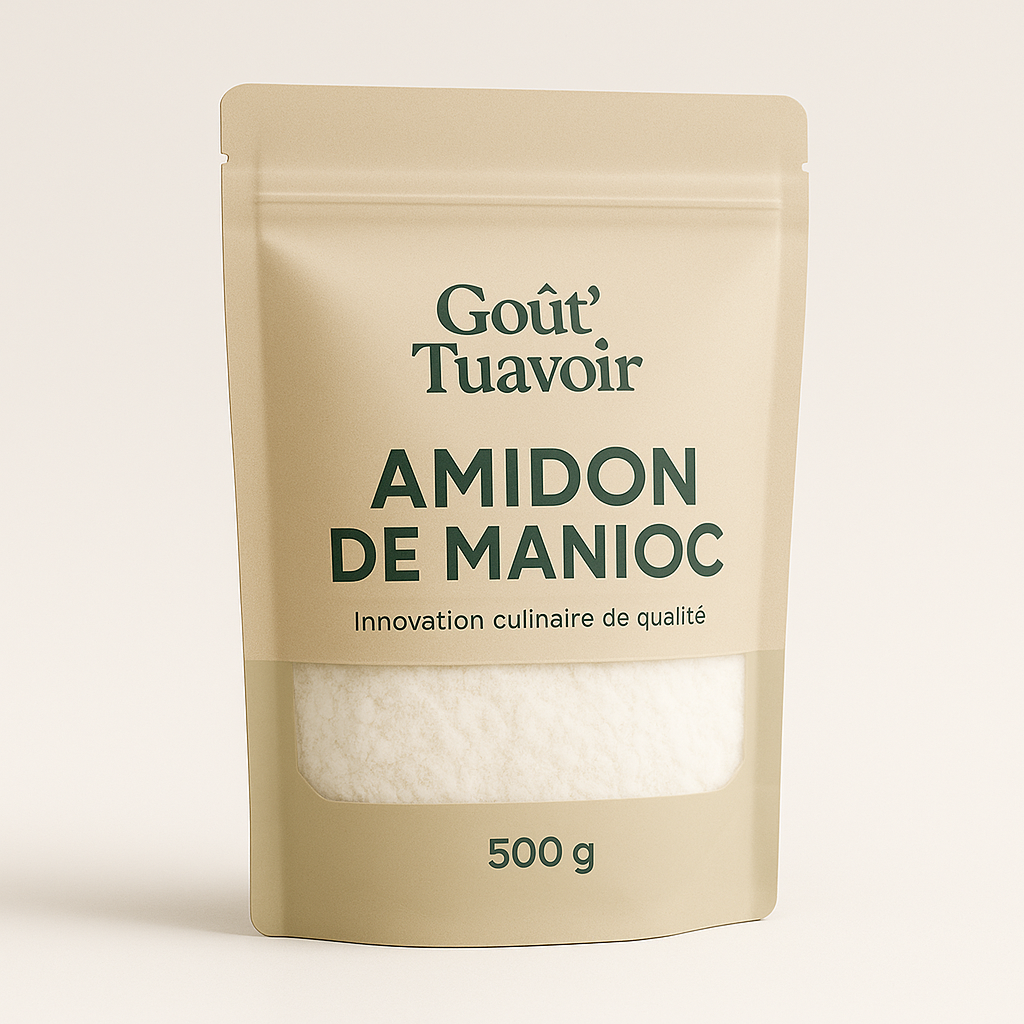 Goût'
Tuavoir
AMIDON
DE MANIOC
Innovation culinaire de qualité
500 g